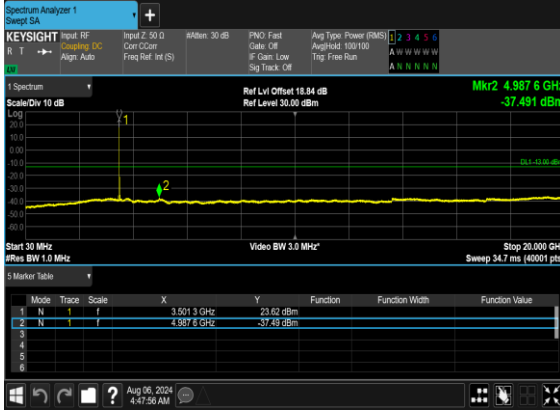 Spectrum Analyzer 1
Swept SA
+
KEYSIGHT Input: RF Input Z: 50 Ω #Atten: 30 dB PNO: Fast Avg Type: Power (RMS) 1 2 3 4 5 6
R T Coupling: DC Corr CCorr Gate: Off Avg|Hold: 100/100 A W W W W W
Align: Auto Freq Ref: Int (S) IF Gain: Low Trig: Free Run
Sig Track: Off A N N N N N
1 Spectrum Ref Lvl Offset 18.84 dB Mkr2 4.987 6 GHz
Scale/Div 10 dB Ref Level 30.00 dBm -37.491 dBm
Log
1
20.0
10.0
0.00
-10.0 DL1 -13.00 dBm
-20.0
-30.0 2
-40.0
-50.0
-60.0
Start 30 MHz Video BW 3.0 MHz* Stop 20.000 GH
#Res BW 1.0 MHz Sweep 34.7 ms (40001 pts
5 Marker Table
Mode Trace Scale X Y Function Function Width Function Value
1 N 1 f 3.501 3 GHz 23.62 dBm
2 N 1 f 4.987 6 GHz -37.49 dBm
3
4
5
6
? Aug 06, 2024
4:47:56 AM